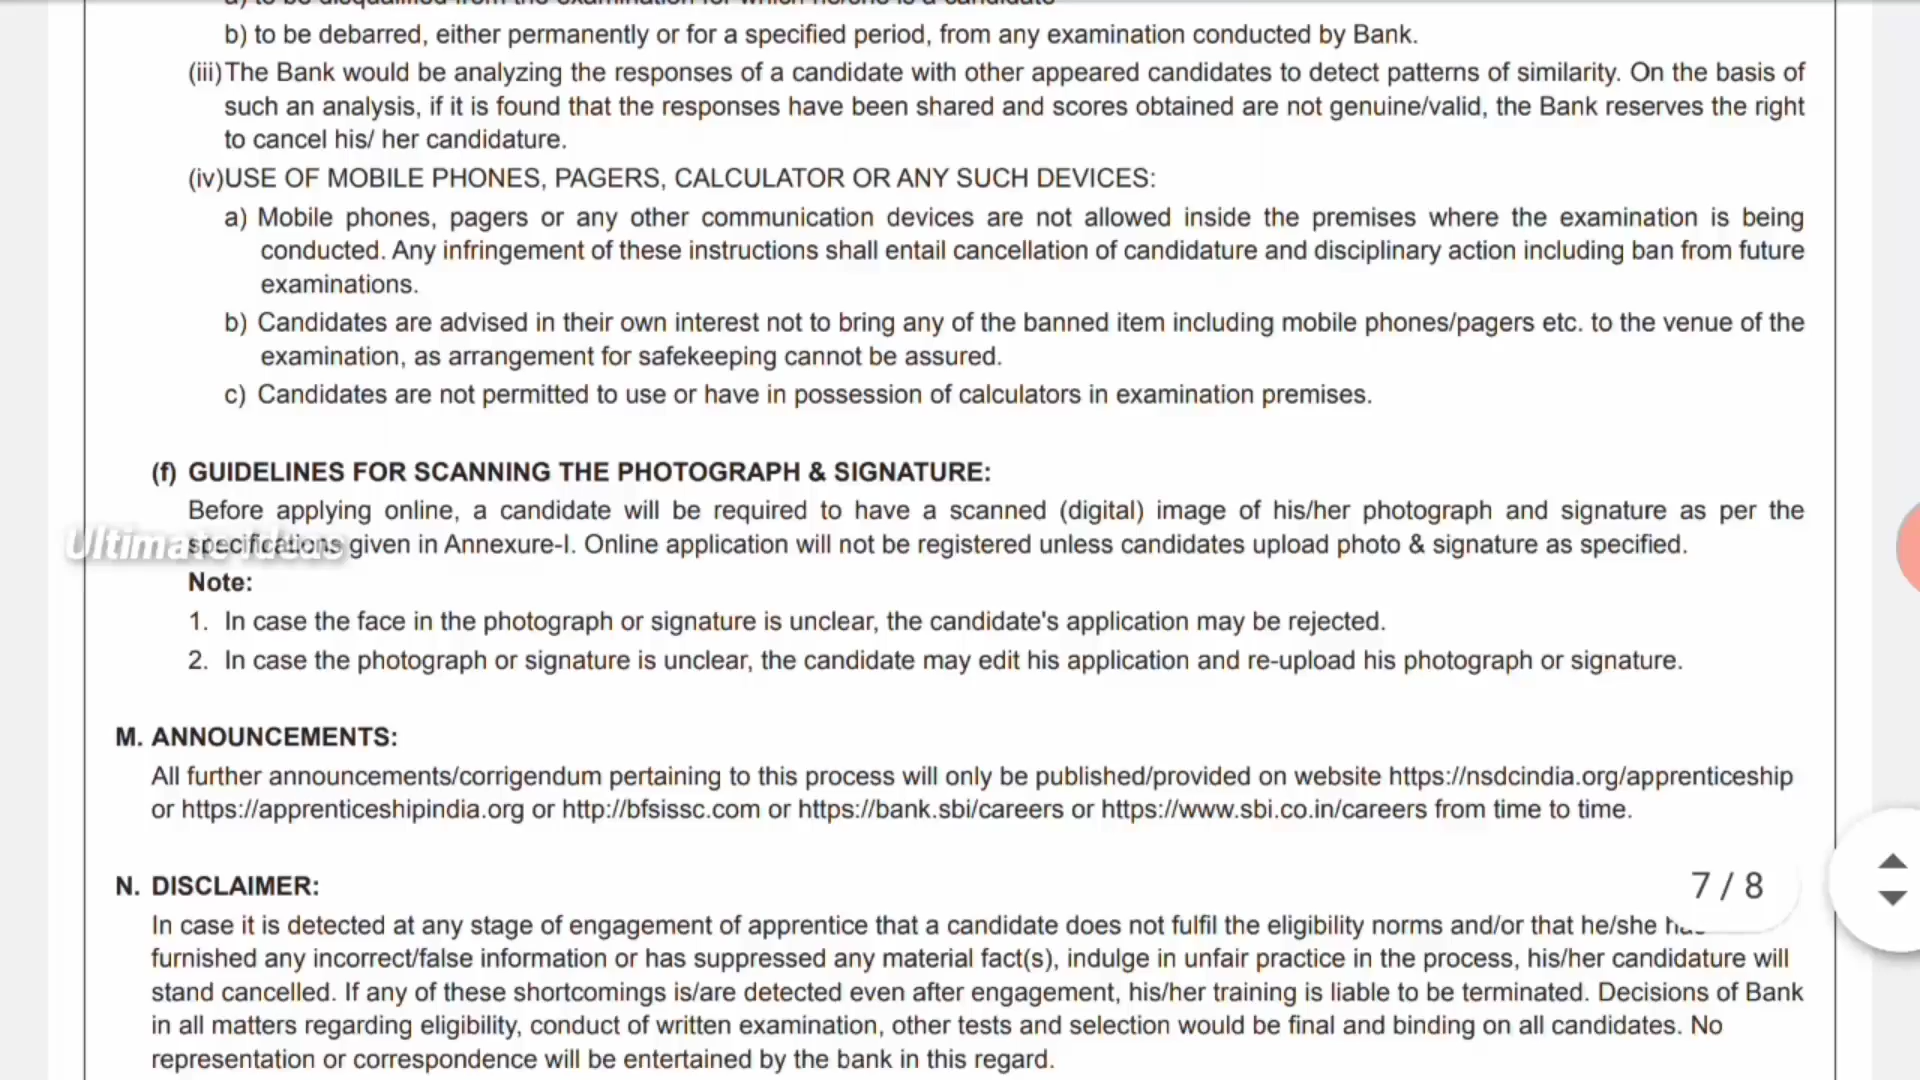 a) to be disqualified from the examination for which he/she is a candidate
b) to be debarred, either permanently or for a specified period, from any examination conducted by Bank.
(iii) The Bank would be analyzing the responses of a candidate with other appeared candidates to detect patterns of similarity. On the basis of
such an analysis, if it is found that the responses have been shared and scores obtained are not genuine/valid, the Bank reserves the right
to cancel his/ her candidature.
(iv)USE OF MOBILE PHONES, PAGERS, CALCULATOR OR ANY SUCH DEVICES:
a) Mobile phones, pagers or any other communication devices are not allowed inside the premises where the examination is being
conducted. Any infringement of these instructions shall entail cancellation of candidature and disciplinary action including ban from future
examinations.
b) Candidates are advised in their own interest not to bring any of the banned item including mobile phones/pagers etc. to the venue of the
examination, as arrangement for safekeeping cannot be assured.
c) Candidates are not permitted to use or have in possession of calculators in examination premises.
(f) GUIDELINES FOR SCANNING THE PHOTOGRAPH & SIGNATURE:
Before applying online, a candidate will be required to have a scanned (digital) image of his/her photograph and signature as per the
Ultimate Ideas
specifications given in Annexure-I. Online application will not be registered unless candidates upload photo & signature as specified.
Note:
1. In case the face in the photograph or signature is unclear, the candidate's application may be rejected.
2. In case the photograph or signature is unclear, the candidate may edit his application and re-upload his photograph or signature.
M. ANNOUNCEMENTS:
All further announcements/corrigendum pertaining to this process will only be published/provided on website https://nsdcindia.org/apprenticeship
or https://apprenticeshipindia.org or http://bfsissc.com or https://bank.sbi/careers or https://www.sbi.co.in/careers from time to time.
N. DISCLAIMER:
7 / 8
In case it is detected at any stage of engagement of apprentice that a candidate does not fulfil the eligibility norms and/or that he/she has
furnished any incorrect/false information or has suppressed any material fact(s), indulge in unfair practice in the process, his/her candidature will
stand cancelled. If any of these shortcomings is/are detected even after engagement, his/her training is liable to be terminated. Decisions of Bank
in all matters regarding eligibility, conduct of written examination, other tests and selection would be final and binding on all candidates. No
representation or correspondence will be entertained by the bank in this regard.